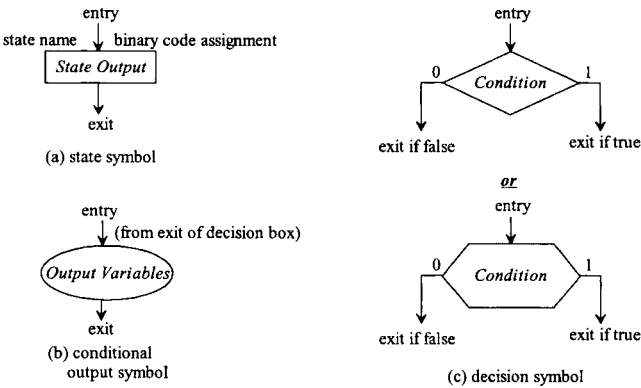 entry
state name
binary code assignment
State Output
exit
(a) state symbol
entry
(from exit of decision box)
Output Variables
exit
(b) conditional
output symbol
entry
0
Condition
1
exit if false
exit if true
or
entry
0
Condition
1
exit if false
exit if true
(c) decision symbol